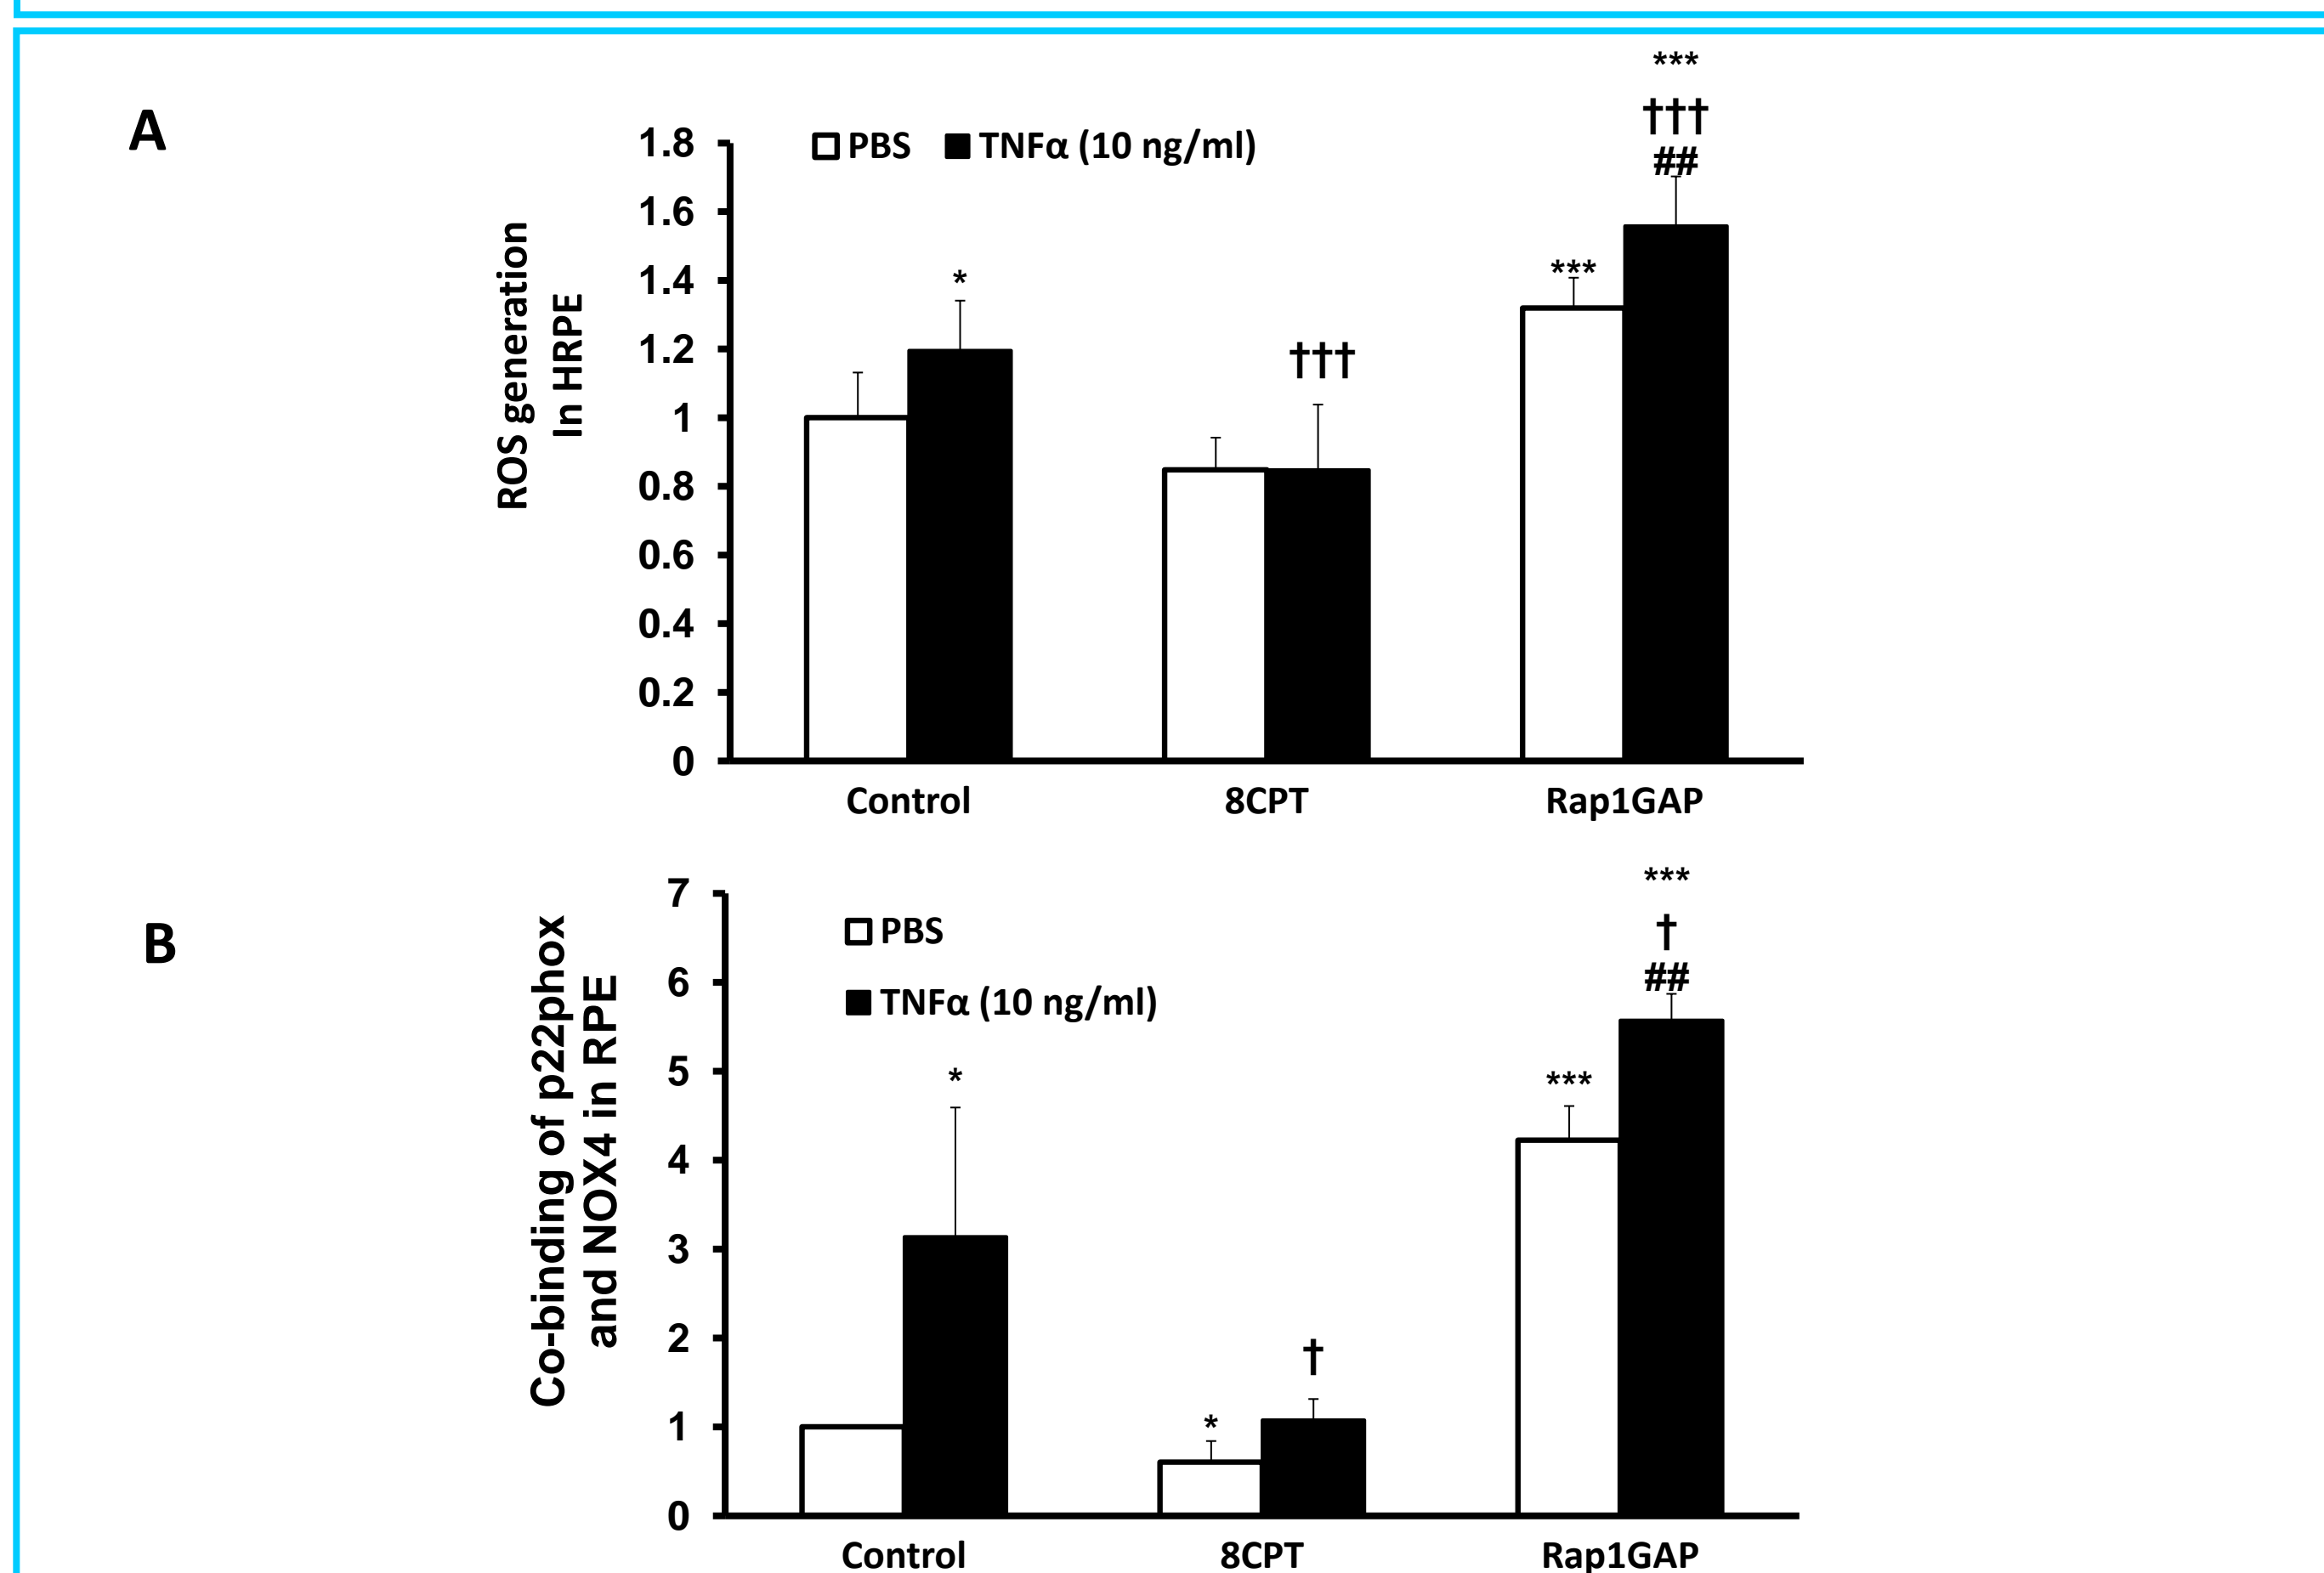 A
ROS generation
In HRPE
1.8
1.6
1.4
1.2
1
0.8
0.6
0.4
0.2
0
PBS TNFα (10 ng/ml)
*
†††
***
***
†††
##
Control 8CPT Rap1GAP
B
Co-binding of p22phox
and NOX4 in RPE
7
6
5
4
3
2
1
0
PBS
TNFα (10 ng/ml)
*
*
†
***
***
†
##
Control 8CPT Rap1GAP